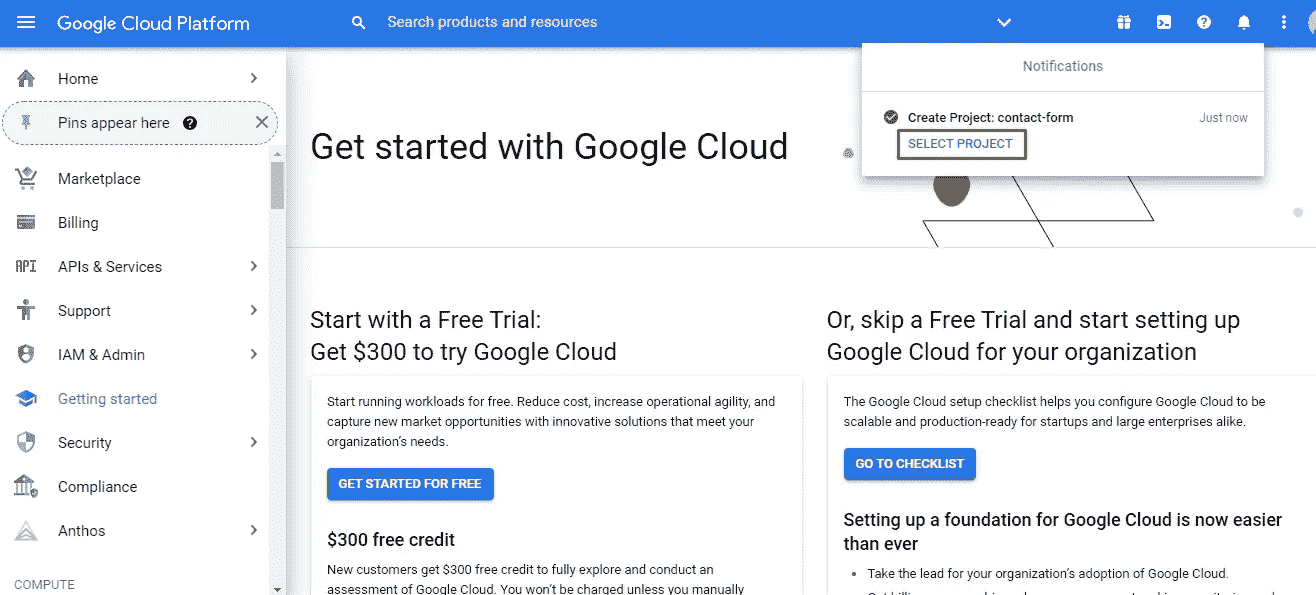 Google Cloud Platform
Search products and resources
Home
Pins appear here
Marketplace
Billing
API APIs & Services
Support
IAM & Admin
Getting started
Security
Compliance
Anthos
COMPUTE
Notifications
Create Project: contact-form Just now
SELECT PROJECT
Get started with Google Cloud
Start with a Free Trial:
Get $300 to try Google Cloud
Start running workloads for free. Reduce cost, increase operational agility, and
capture new market opportunities with innovative solutions that meet your
organization's needs.
GET STARTED FOR FREE
$300 free credit
New customers get $300 free credit to fully explore and conduct an
assessment of Google Cloud. You won't be charged unless you manually
Or, skip a Free Trial and start setting up
Google Cloud for your organization
The Google Cloud setup checklist helps you configure Google Cloud to be
scalable and production-ready for startups and large enterprises alike.
GO TO CHECKLIST
Setting up a foundation for Google Cloud is now easier
than ever
• Take the lead for your organization's adoption of Google Cloud.